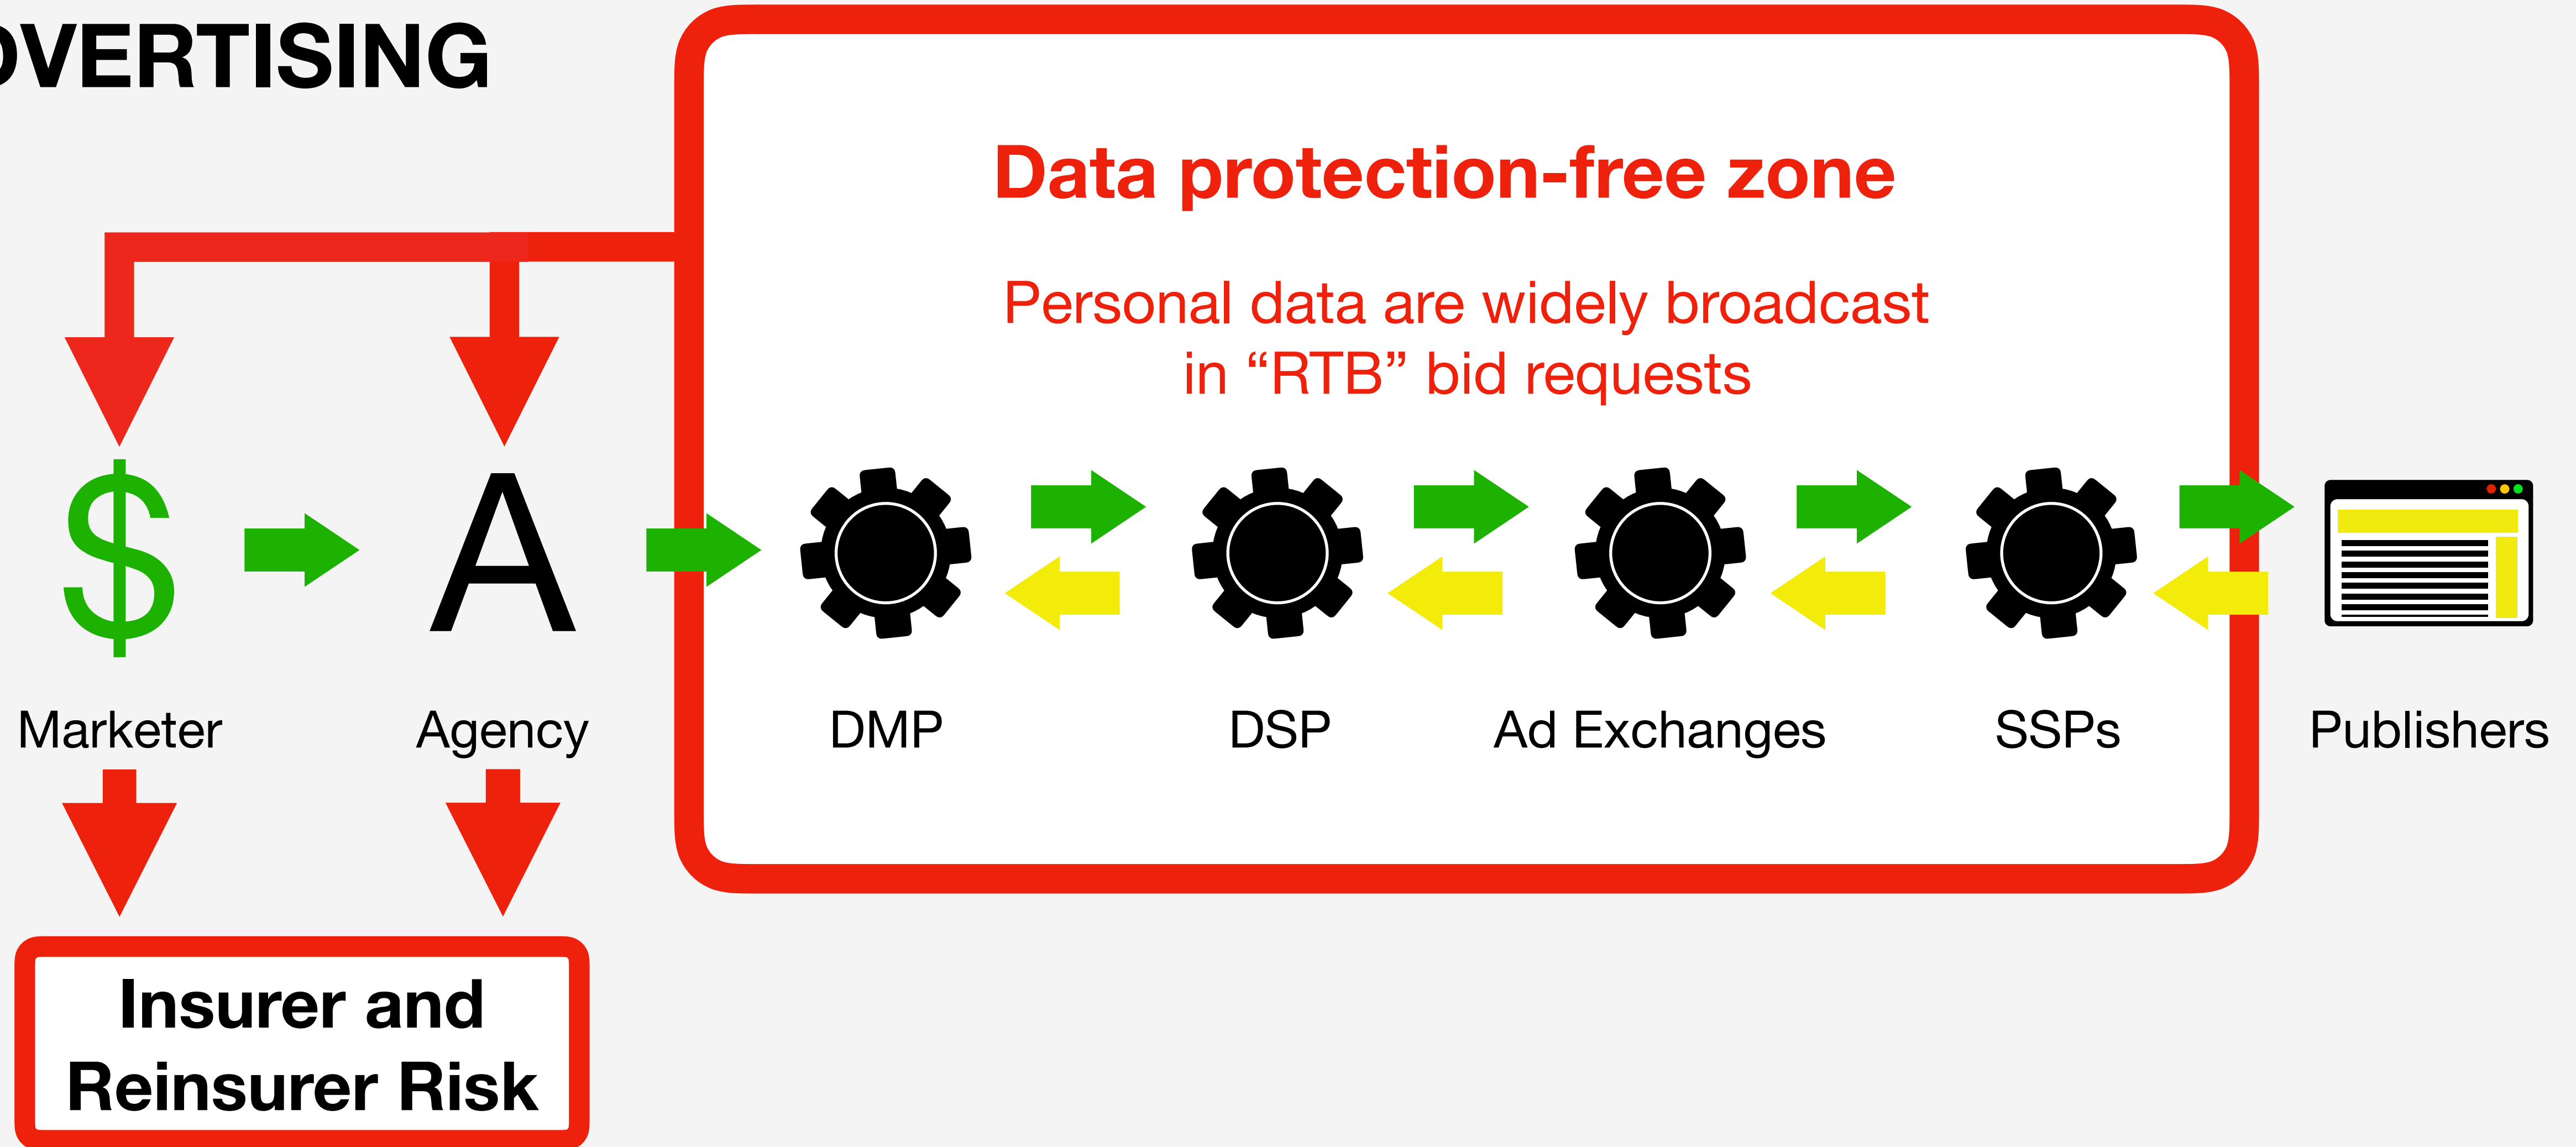 DVERTISING
Data protection-free zone
Personal data are widely broadcast
in “RTB” bid requests
$
A
Marketer
Agency
DMP
DSP
Ad Exchanges
SSPs
Publishers
Insurer and
Reinsurer Risk